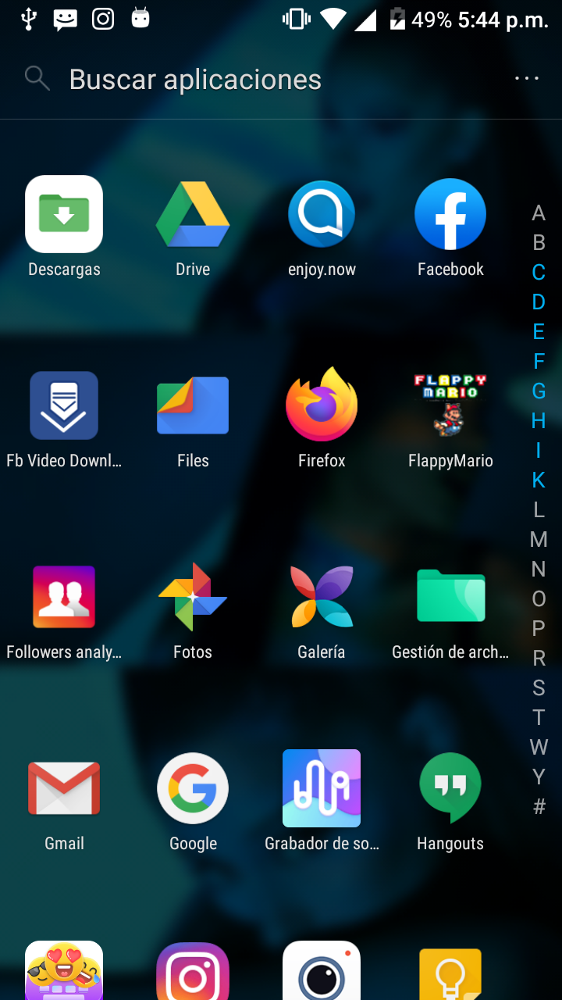 49% 5:44 p.m.
Buscar aplicaciones
Descargas
Drive
enjoy.now
Facebook
Fb Video Downl…
Files
Firefox
FLAPPY
MARIO
FlappyMario
Followers analy…
Fotos
Galería
Gestión de arch…
Gmail
Google
Grabador de so…
Hangouts
A
B
C
D
E
F
G
H
I
K
L
M
N
O
P
R
S
T
W
Y
#